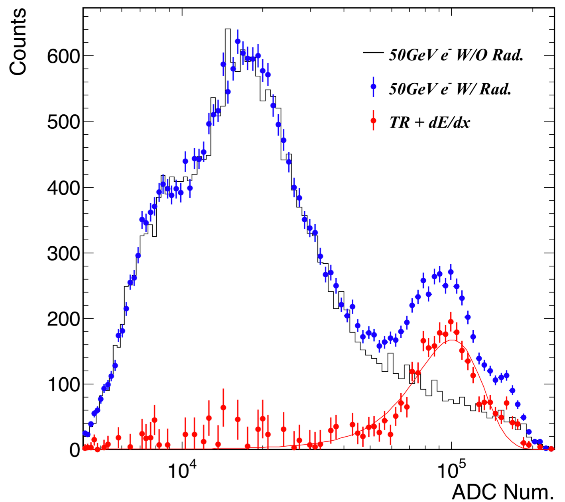 Counts
600
500
400
300
200
100
0
50GeV e⁻ W/O Rad.
50GeV e⁻ W/ Rad.
TR + dE/dx
10⁴
10⁵
ADC Num.